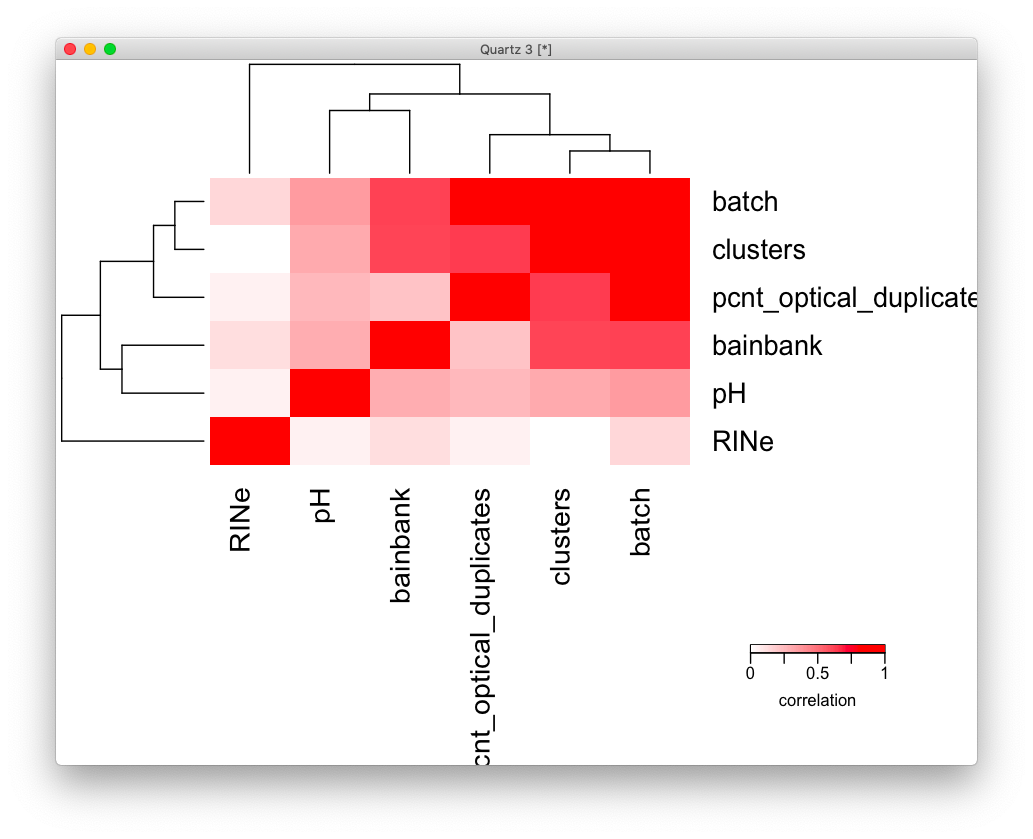 Quartz 3 [*]
batch
clusters
pcnt_optical_duplicate
bainbank
pH
RINe
RINe
pH
bainbank
cnt_optical_duplicates
clusters
batch
0 0.5 1
correlation